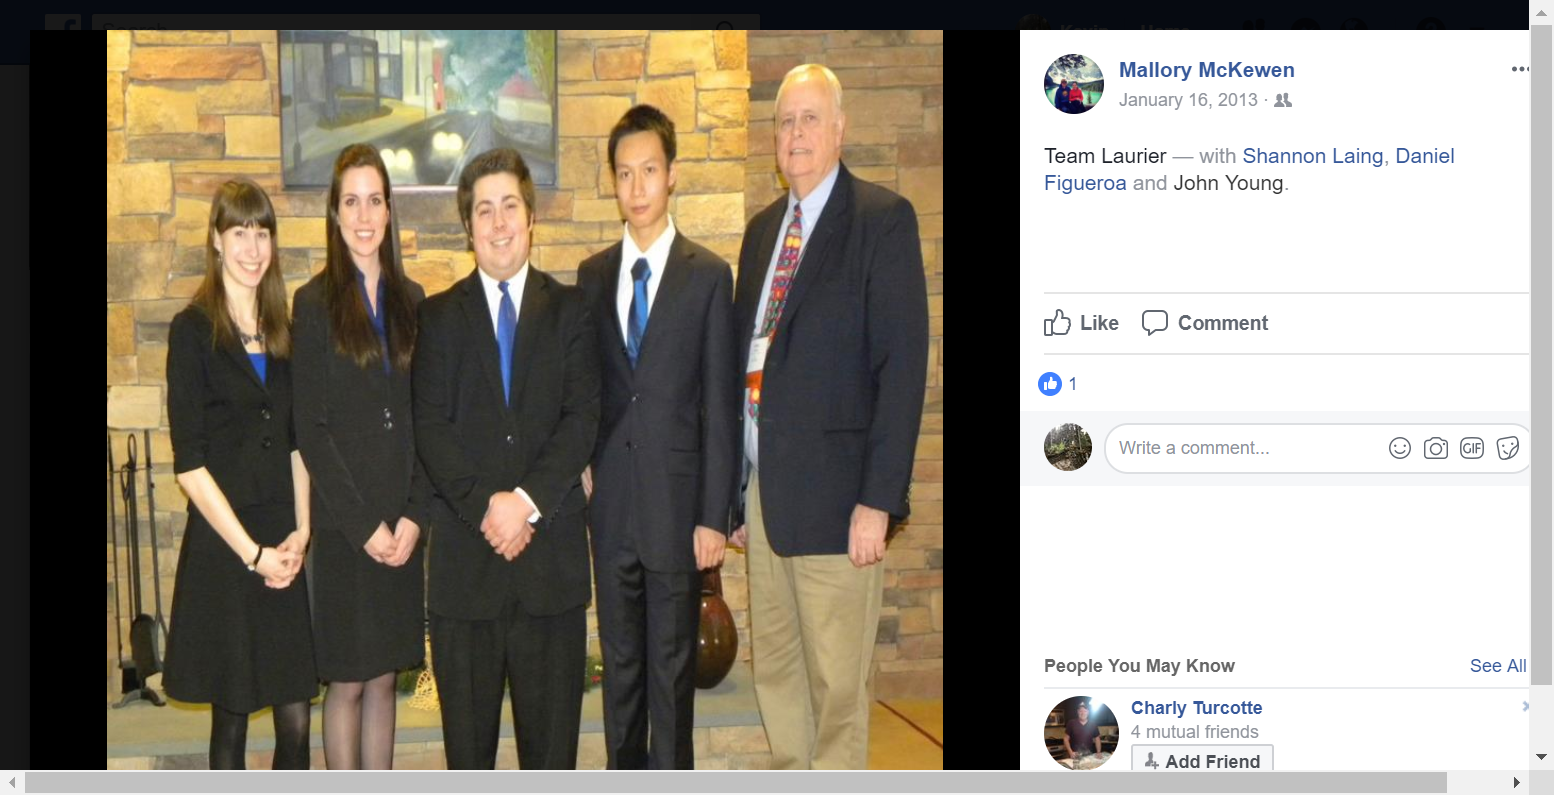 Search
Mallory McKewen
January 16, 2013 ·
Team Laurier — with Shannon Laing, Daniel
Figueroa and John Young.
Like Comment
1
Write a comment...
GIF
People You May Know
See All
Charly Turcotte
4 mutual friends
Add Friend